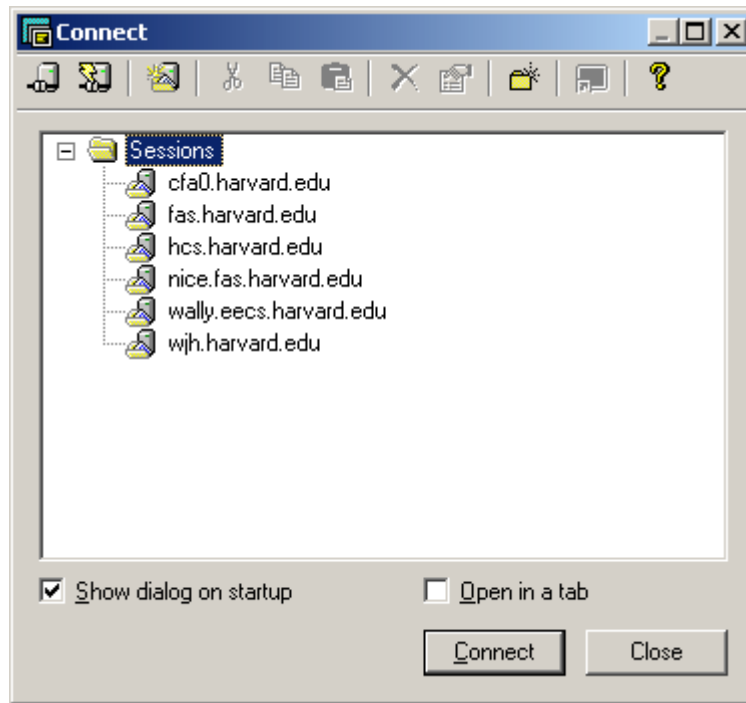 Connect
Sessions
cfa0.harvard.edu
fas.harvard.edu
hcs.harvard.edu
nice.fas.harvard.edu
wally.eecs.harvard.edu
wjh.harvard.edu
Show dialog on startup
Open in a tab
Connect
Close